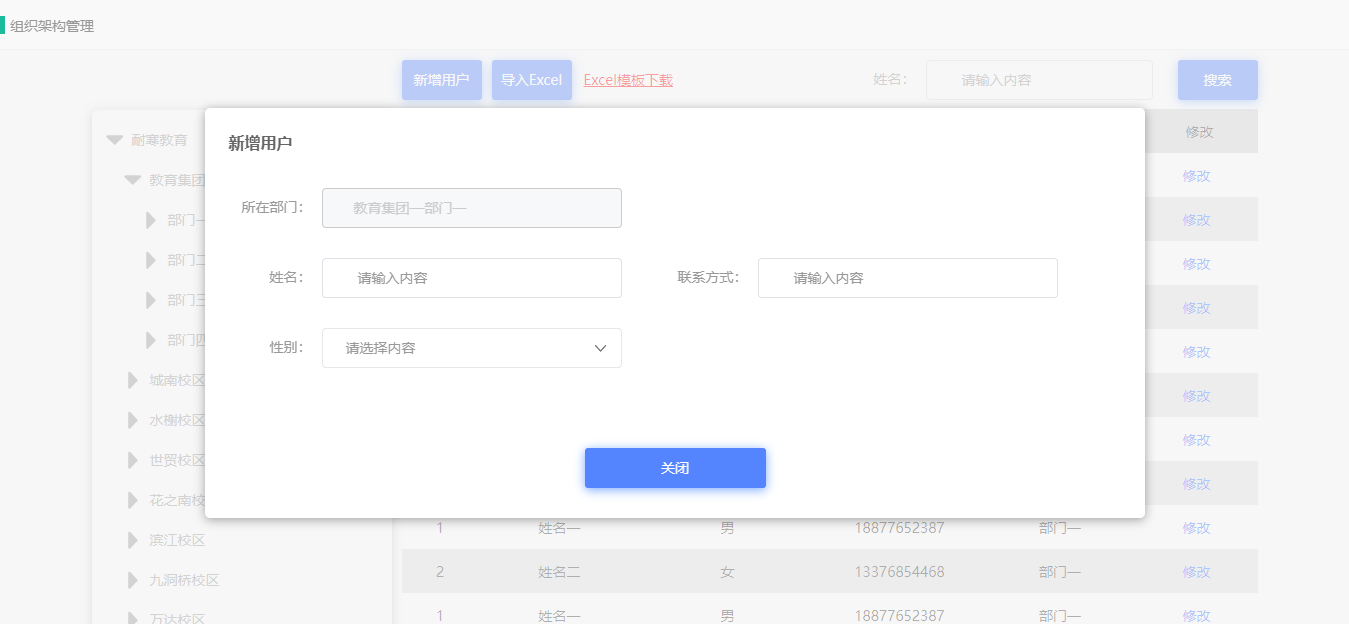 组织架构管理
新增用户 导入Excel Excel模板下载 姓名： 请输入内容 搜索
耐寒教育
教育集团
部门一
部门二
部门三
部门四
城南校区
水榭校区
世贸校区
花之南校
滨江校区
九洞桥校区
万达校区
新增用户
所在部门： 教育集团—部门一
姓名： 请输入内容 联系方式： 请输入内容
性别： 请选择内容
关闭
修改
修改
修改
修改
修改
修改
修改
修改
修改
1 姓名一 男 18877652387 部门一 修改
2 姓名二 女 13376854468 部门一 修改
1 姓名一 男 18877652387 部门一 修改